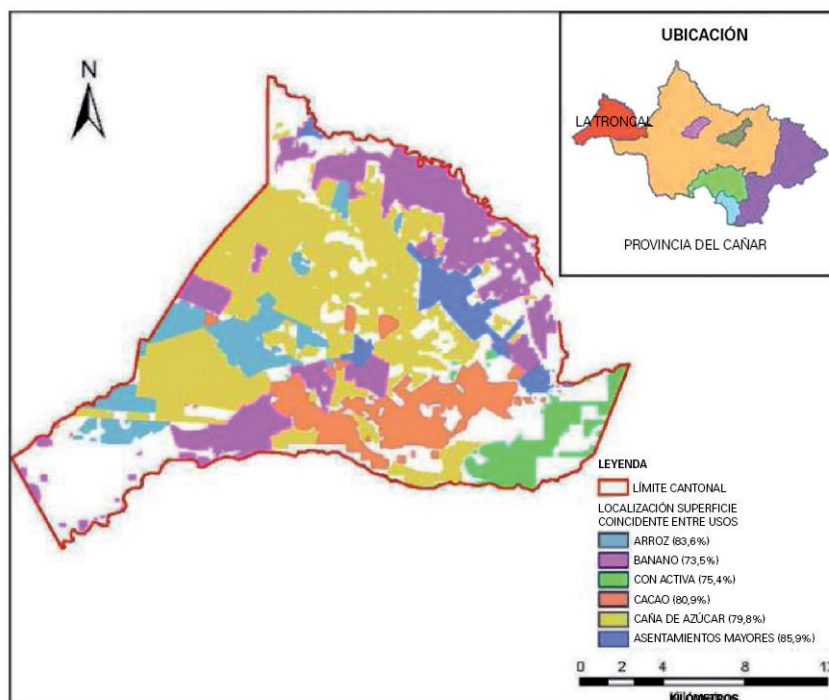 N
UBICACIÓN
LA TRONCAL
PROVINCIA DEL CAÑAR
LEYENDA
LÍMITE CANTONAL
LOCALIZACIÓN SUPERFICIE
COINCIDENTE ENTRE USOS
ARROZ (83,6%)
BANANO (73,5%)
CON ACTIVA (75,4%)
CACAO (80,9%)
CAÑA DE AZÚCAR (79,8%)
ASENTAMIENTOS MAYORES (85,9%)
0 2 4 8 12
KILÓMETROS